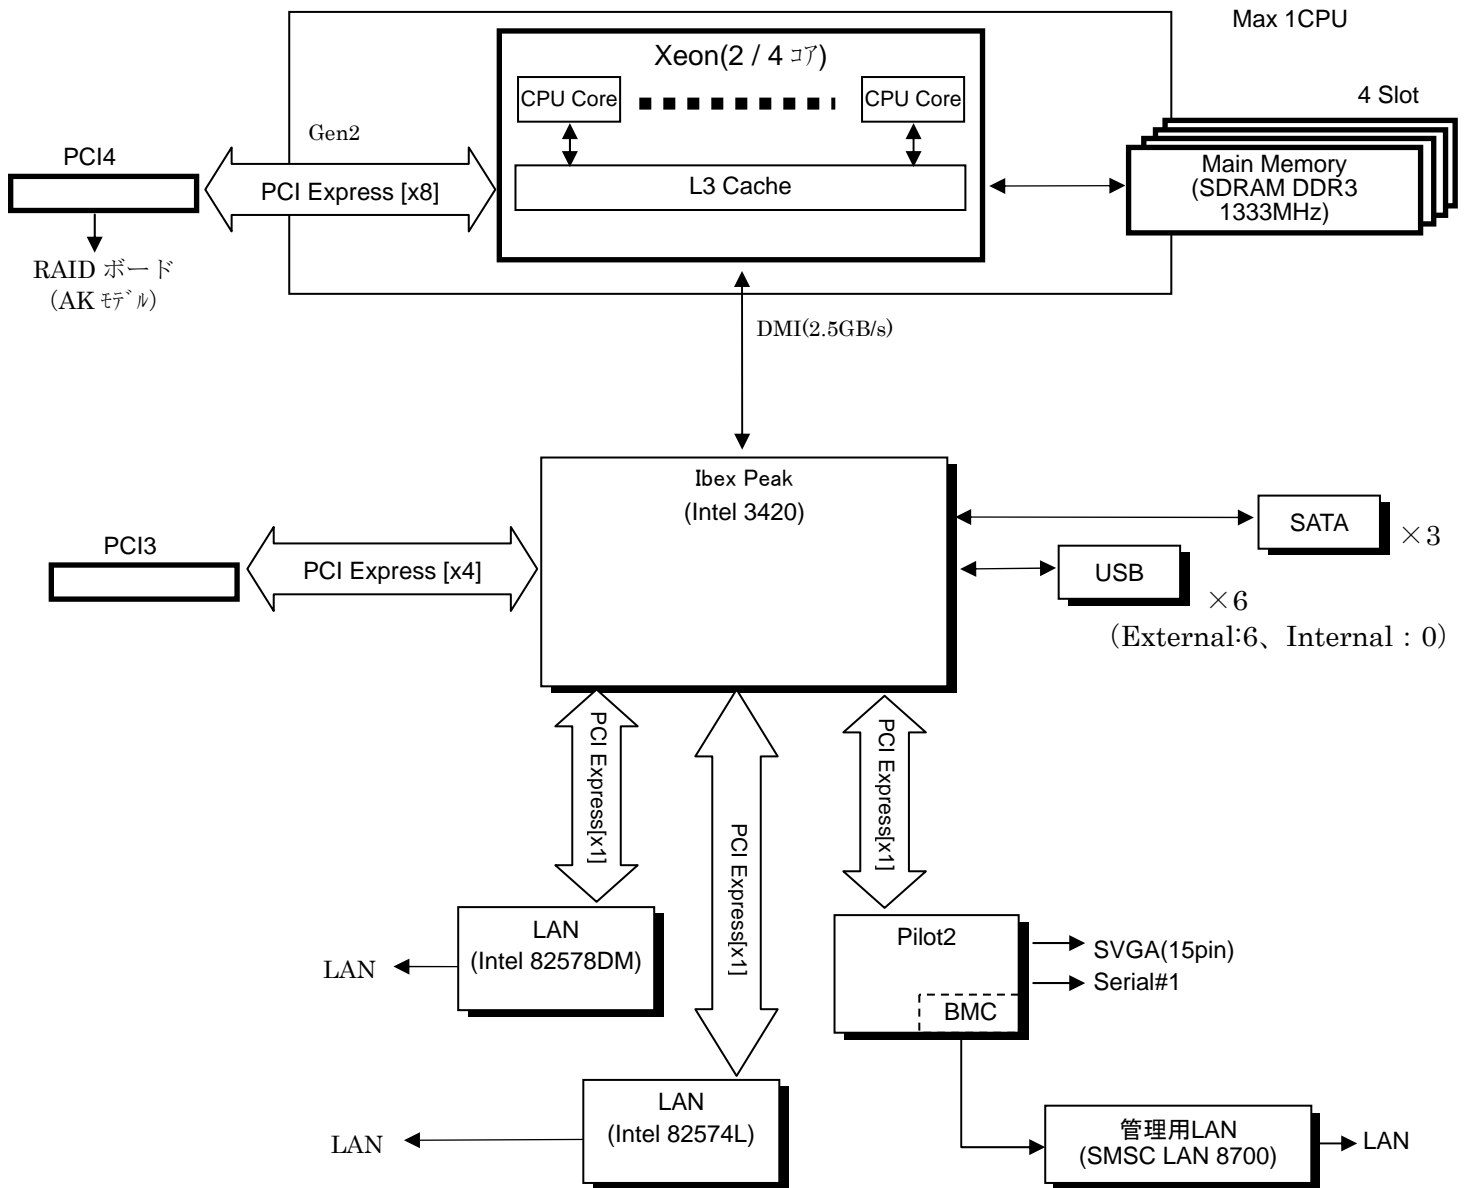 Max 1CPU
Xeon(2 / 4 コア)
CPU Core
CPU Core
4 Slot
Gen2
PCI4
PCI Express [x8]
L3 Cache
Main Memory
(SDRAM DDR3
1333MHz)
RAID ボード
(AK モデル)
DMI(2.5GB/s)
Ibex Peak
(Intel 3420)
SATA
×3
PCI3
PCI Express [x4]
USB
×6
(External:6、Internal：0)
PCI Express[x1]
PCI Express[x1]
PCI Express[x1]
LAN
(Intel 82578DM)
LAN
Pilot2
SVGA(15pin)
Serial#1
BMC
LAN
(Intel 82574L)
LAN
管理用LAN
(SMSC LAN 8700)
LAN